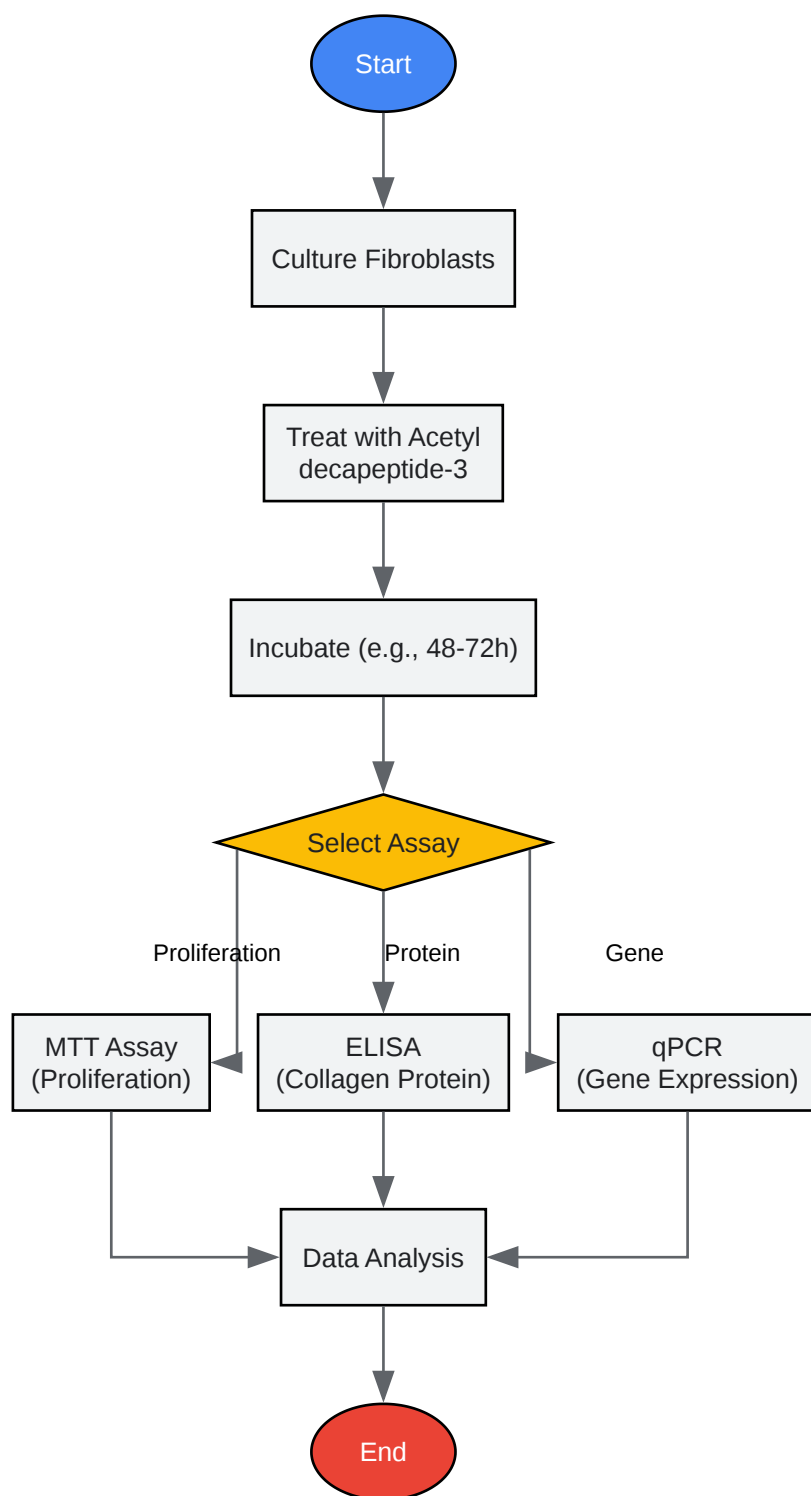 Start
Culture Fibroblasts
Treat with Acetyl
decapeptide-3
Incubate (e.g., 48-72h)
Select Assay
Proliferation
Protein
Gene
MTT Assay
(Proliferation)
ELISA
(Collagen Protein)
qPCR
(Gene Expression)
Data Analysis
End